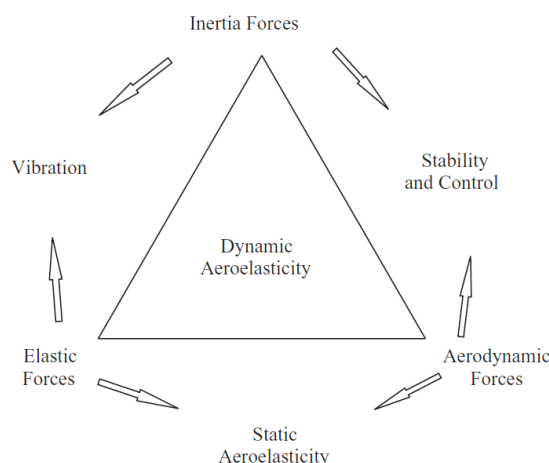 Inertia Forces
Vibration
Stability
and Control
Dynamic
Aeroelasticity
Elastic
Forces
Aerodynamic
Forces
Static
Aeroelasticity